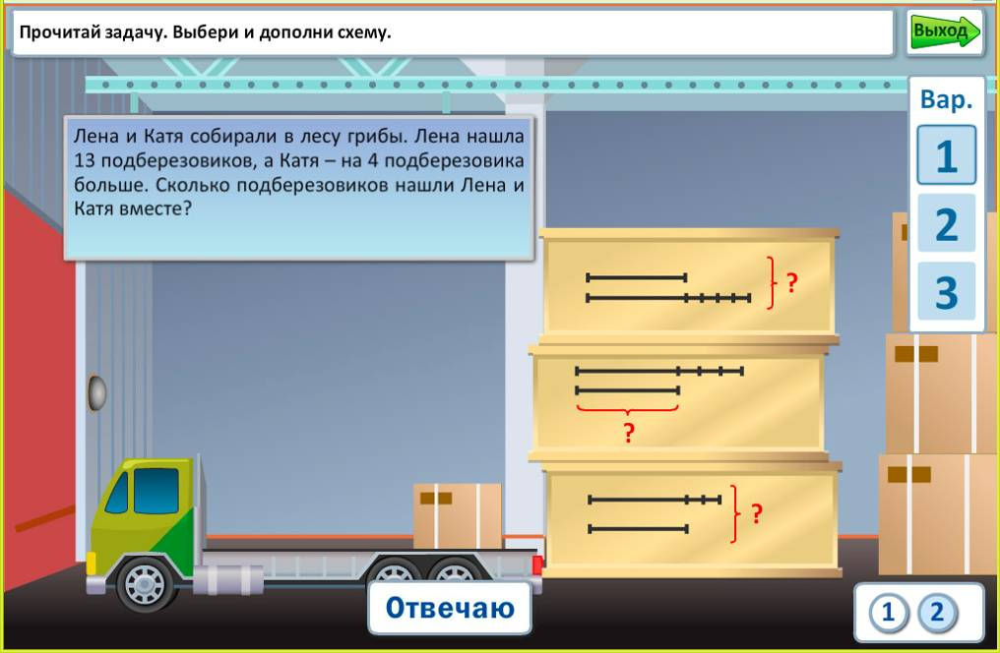 Прочитай задачу. Выбери и дополни схему.
Выход
Вар.
1
2
3
Лена и Катя собирали в лесу грибы. Лена нашла
13 подберезовиков, а Катя – на 4 подберезовика
больше. Сколько подберезовиков нашли Лена и
Катя вместе?
?
?
?
Отвечаю
1 2